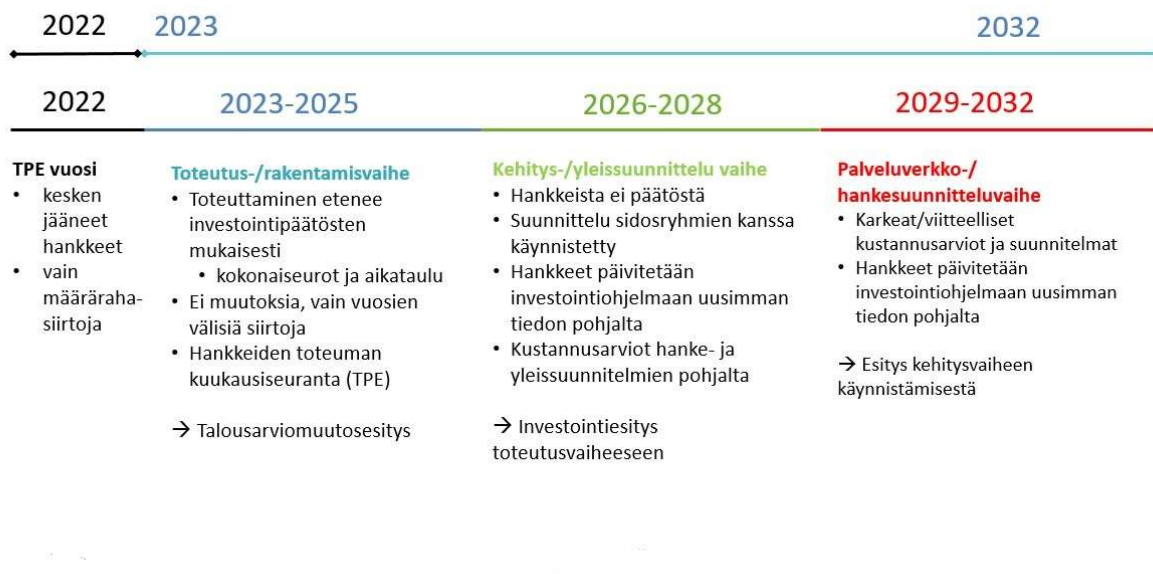 2022 2023 2032
2022 2023-2025 2026-2028 2029-2032
TPE vuosi
• kesken
jääneet
hankkeet
• vain
määräraha-
siirtoja
Toteutus-/rakentamisvaihe
• Toteuttaminen etenee
investointipäätösten
mukaisesti
• kokonaiseurot ja aikataulu
• Ei muutoksia, vain vuosien
välisiä siirtoja
• Hankkeiden toteuman
kuukausiseuranta (TPE)
→ Talousarviomuutosesitys
Kehitys-/yleissuunnittelu vaihe
• Hankkeista ei päätöstä
• Suunnittelu sidosryhmien kanssa
käynnistetty
• Hankkeet päivitetään
investointiohjelmaan uusimman
tiedon pohjalta
• Kustannusarviot hanke- ja
yleissuunnitelmien pohjalta
→ Investointiesitys
toteutusvaiheeseen
Palveluverkko-/
hankesuunnitteluvaihe
• Karkeat/viitteelliset
kustannusarviot ja suunnitelmat
• Hankkeet päivitetään
investointiohjelmaan uusimman
tiedon pohjalta
→ Esitys kehitysvaiheen
käynnistämisestä